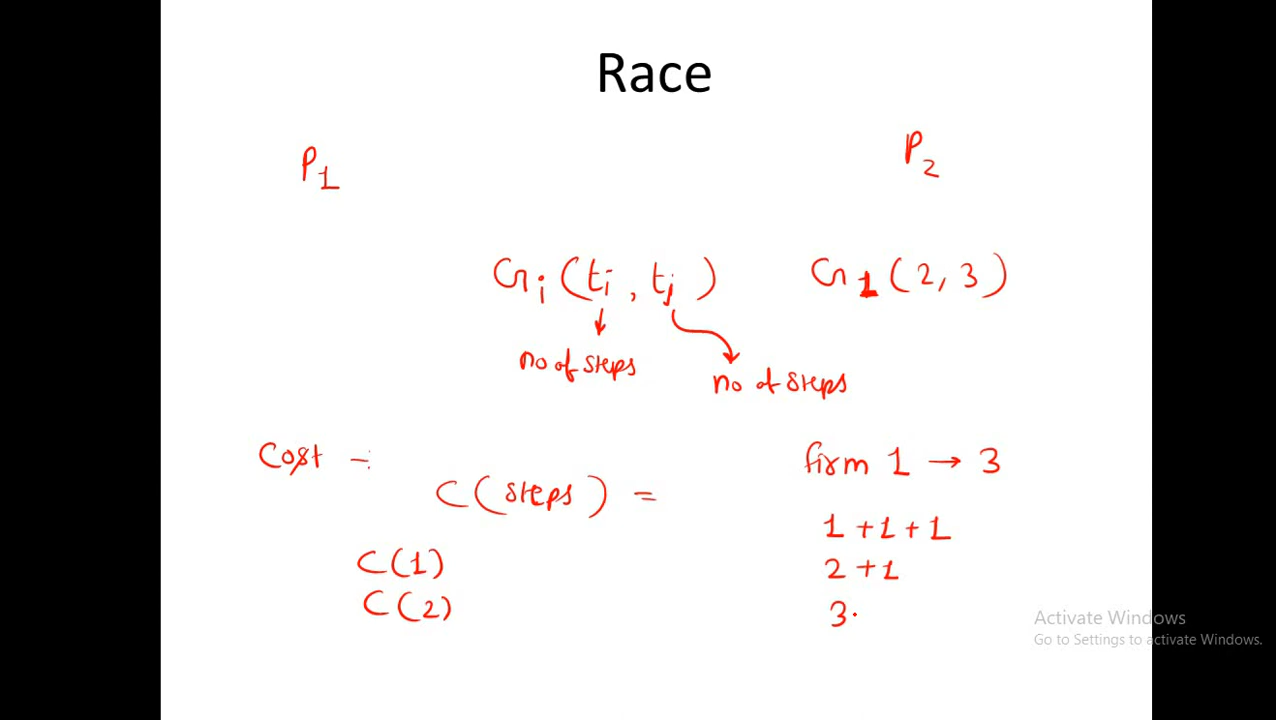 Race
P1
P2
Gi (ti, tj)
G1 (2, 3)
no of steps
no of steps
Cost -:
firm 1 → 3
C(steps) =
1 + 1 + 1
C(1)
2 + 1
C(2)
3.
Activate Windows
Go to Settings to activate Windows.